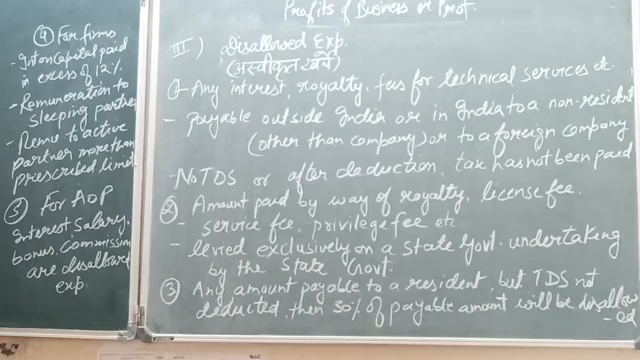 Profits of Business or Prof.
III) Disallowed Exp.
(अस्वीकृत खर्चे)
① - Any interest, royalty, fees for technical services etc.
- payable outside India or in India to a non-resident
(other than company) or to a foreign company
- No TDS or after deduction, tax has not been paid
② Amount paid by way of royalty, license fee,
- service fee, privilege fee etc.
- levied exclusively on a State Govt. undertaking
by the State Govt.
③ Any amount payable to a resident, but TDS not
deducted, then 30% of payable amount will be disallow
- ed
④ For firms
- Int on Capital paid
in excess of 12%
- Remuneration to
sleeping partner
- Remu to active
partner more than
prescribed limit
5 For AOP
Interest Salary,
bonus, Commission
are disallowed
exp.